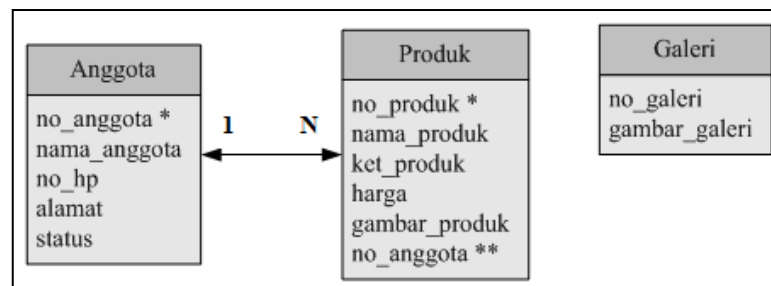 Anggota
no_anggota *
nama_anggota
no_hp
alamat
status
1 N
Produk
no_produk *
nama_produk
ket_produk
harga
gambar_produk
no_anggota **
Galeri
no_galeri
gambar_galeri